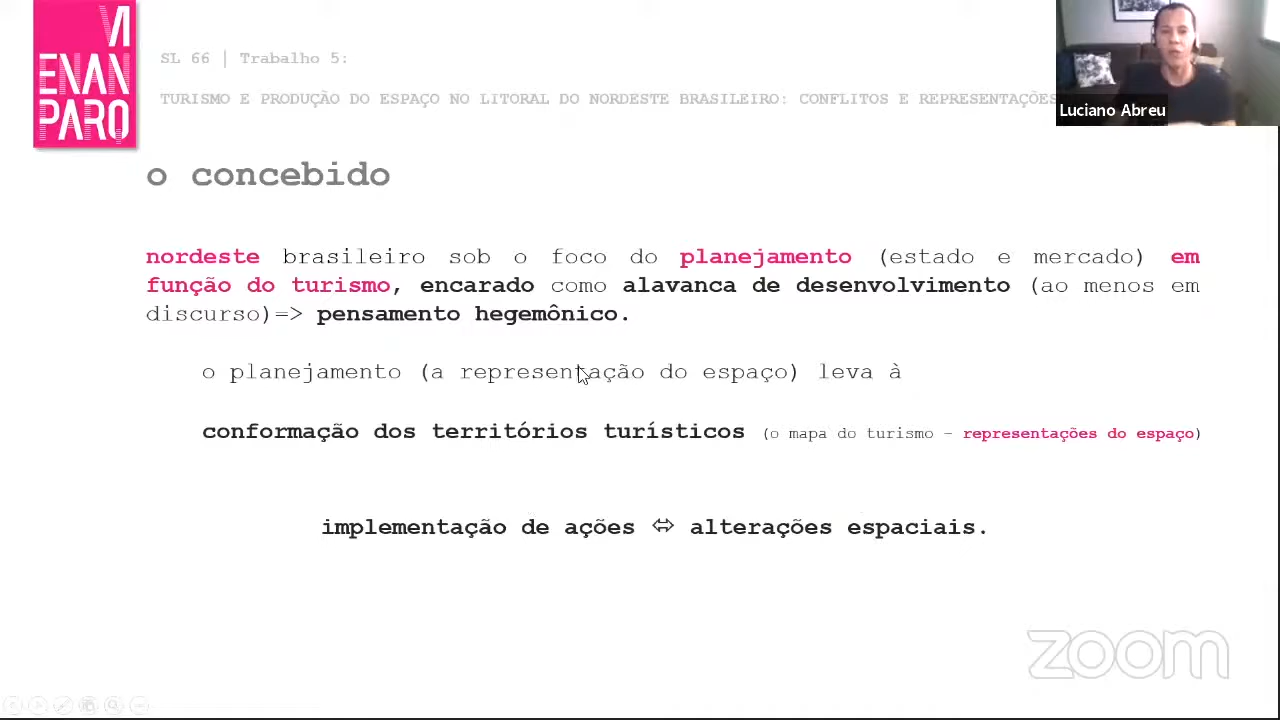 VI
ENAN
PARQ
SL 66 | Trabalho 5:
TURISMO E PRODUÇÃO DO ESPAÇO NO LITORAL DO NORDESTE BRASILEIRO: CONFLITOS E REPRESENTAÇÕES
Luciano Abreu
o concebido
nordeste brasileiro sob o foco do planejamento (estado e mercado) em
função do turismo, encarado como alavanca de desenvolvimento (ao menos em
discurso)=> pensamento hegemônico.
o planejamento (a representação do espaço) leva à
conformação dos territórios turísticos (o mapa do turismo – representações do espaço)
implementação de ações ⇔ alterações espaciais.
zoom